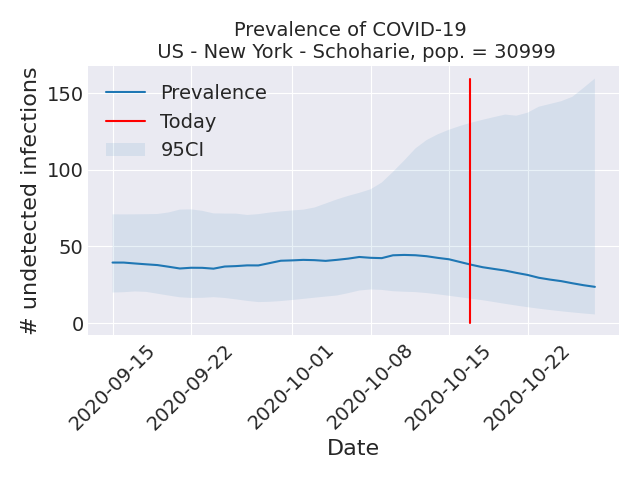 Prevalence of COVID-19
US - New York - Schoharie, pop. = 30999
# undetected infections
150
100
50
0
Prevalence
Today
95CI
2020-09-15
2020-09-22
2020-10-01
2020-10-08
2020-10-15
2020-10-22
Date